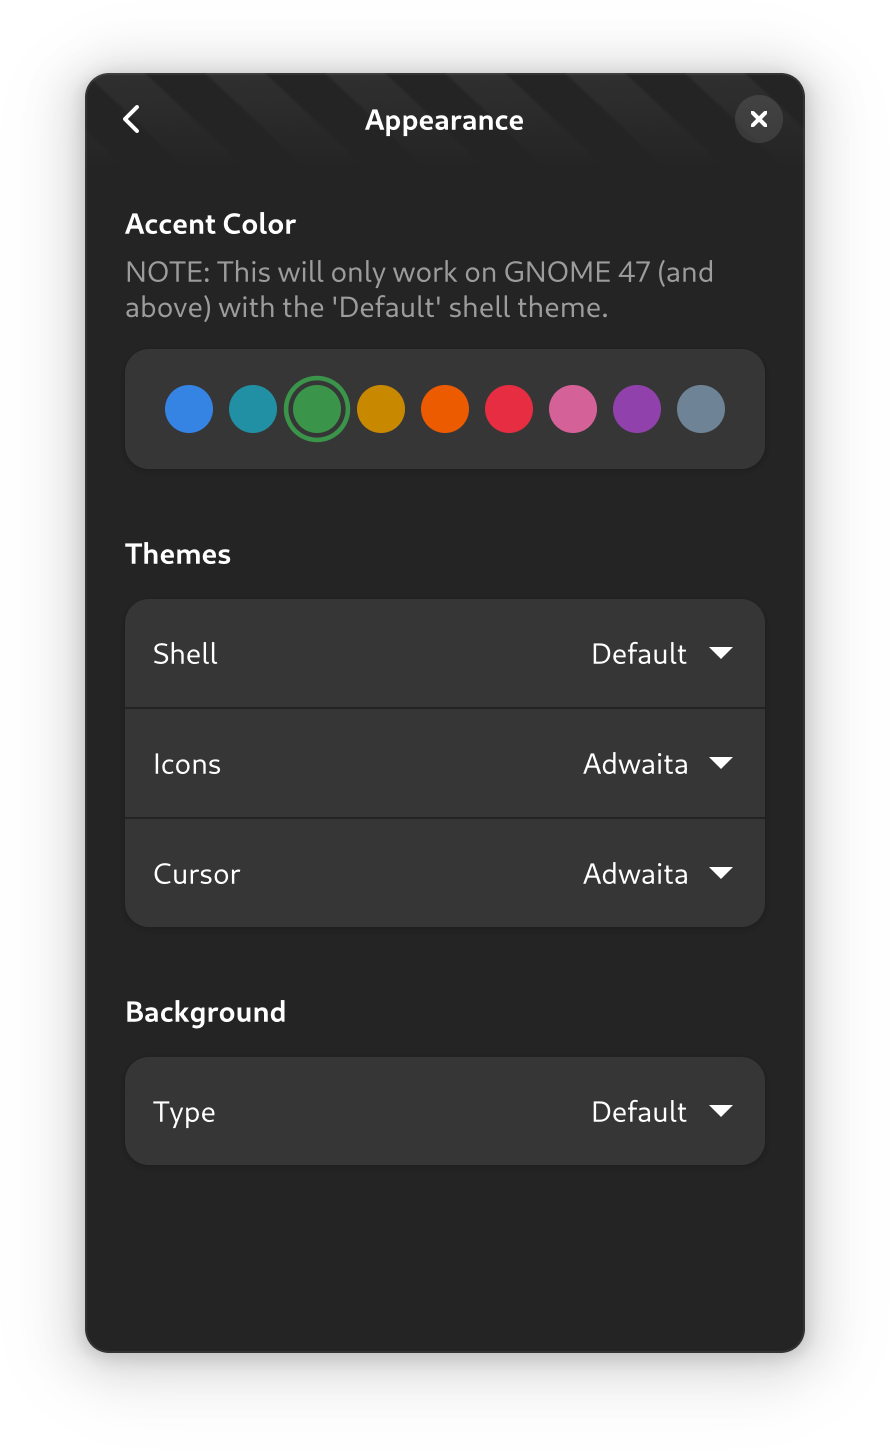 Appearance
Accent Color
NOTE: This will only work on GNOME 47 (and
above) with the 'Default' shell theme.
Themes
Shell Default
Icons Adwaita
Cursor Adwaita
Background
Type Default